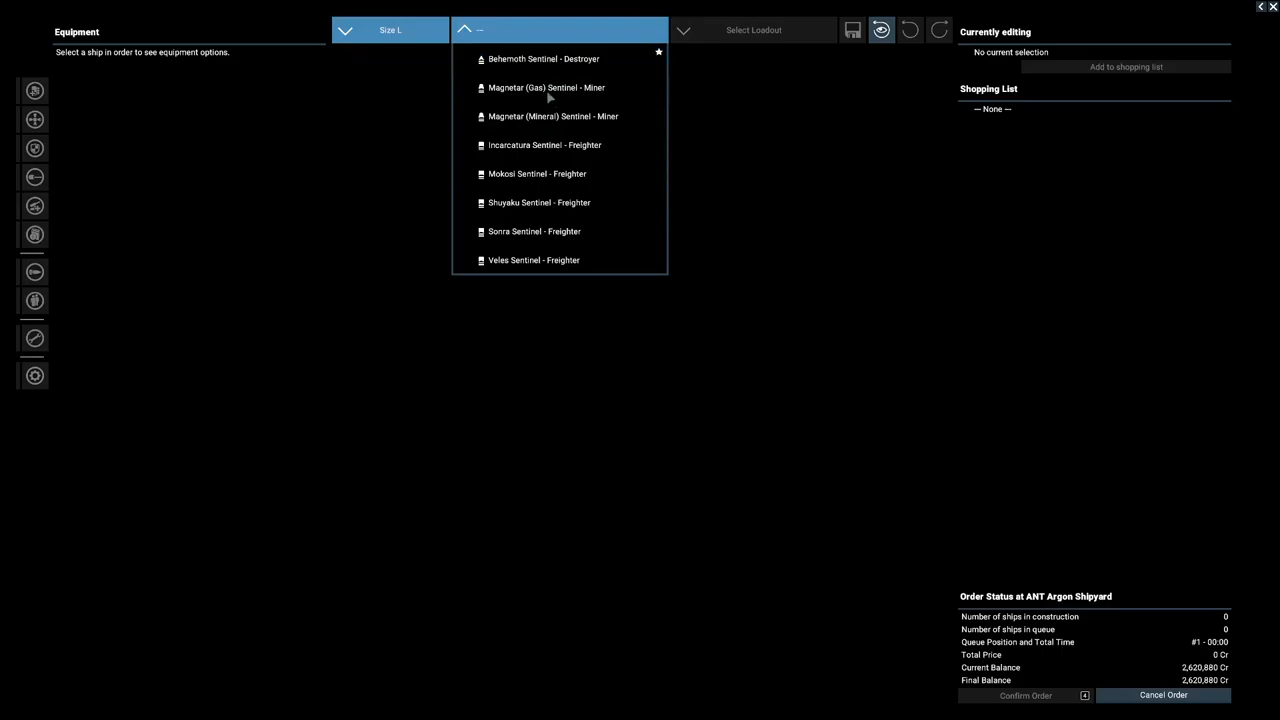 Equipment
Select a ship in order to see equipment options.
Size L
--
Select Loadout
Behemoth Sentinel - Destroyer
Magnetar (Gas) Sentinel - Miner
Magnetar (Mineral) Sentinel - Miner
Incarcatura Sentinel - Freighter
Mokosi Sentinel - Freighter
Shuyaku Sentinel - Freighter
Sonra Sentinel - Freighter
Veles Sentinel - Freighter
Currently editing
No current selection
Add to shopping list
Shopping List
— None —
Order Status at ANT Argon Shipyard
Number of ships in construction 0
Number of ships in queue 0
Queue Position and Total Time #1 - 00:00
Total Price 0 Cr
Current Balance 2,620,880 Cr
Final Balance 2,620,880 Cr
Confirm Order 4
Cancel Order